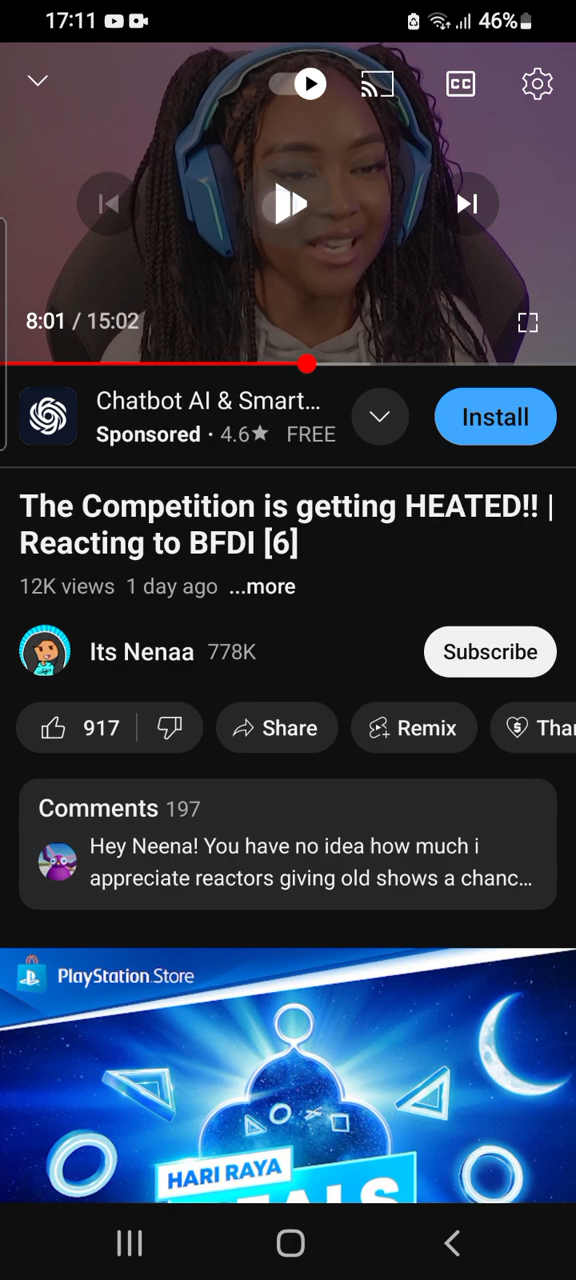 17:11 46%
CC
8:01 / 15:02
Chatbot AI & Smart...
Sponsored · 4.6★ FREE
Install
The Competition is getting HEATED!! |
Reacting to BFDI [6]
12K views 1 day ago ...more
Its Nenaa 778K
Subscribe
917 Share Remix Than
Comments 197
Hey Neena! You have no idea how much i
appreciate reactors giving old shows a chanc...
PlayStation Store
HARI RAYA
DEALS